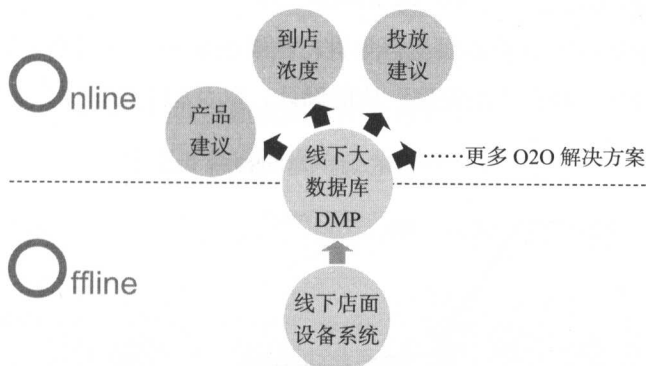 到店
浓度
投放
建议
Online
产品
建议
线下大
数据库
DMP
……更多 O2O 解决方案
Offline
线下店面
设备系统